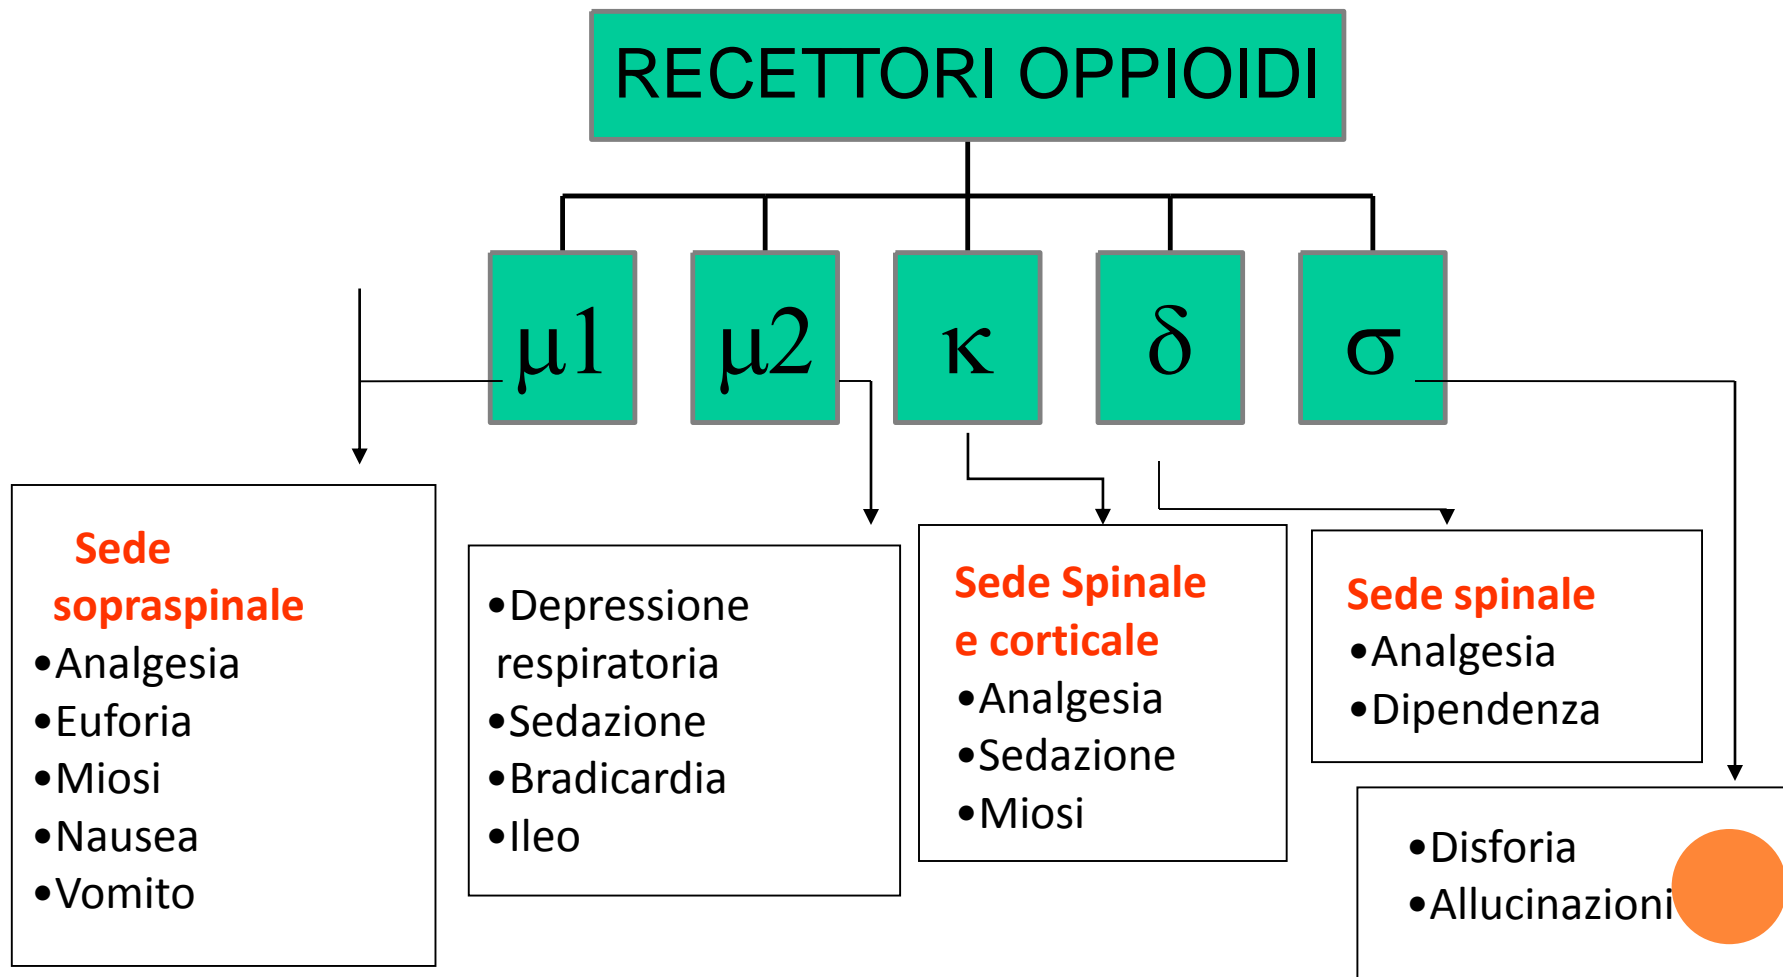 RECETTORI OPPIOIDI
μ1
μ2
κ
δ
σ
Sede
sopraspinale
•Analgesia
•Euforia
•Miosi
•Nausea
•Vomito
•Depressione
respiratoria
•Sedazione
•Bradicardia
•Ileo
Sede Spinale
e corticale
•Analgesia
•Sedazione
•Miosi
Sede spinale
•Analgesia
•Dipendenza
•Disforia
•Allucinazioni